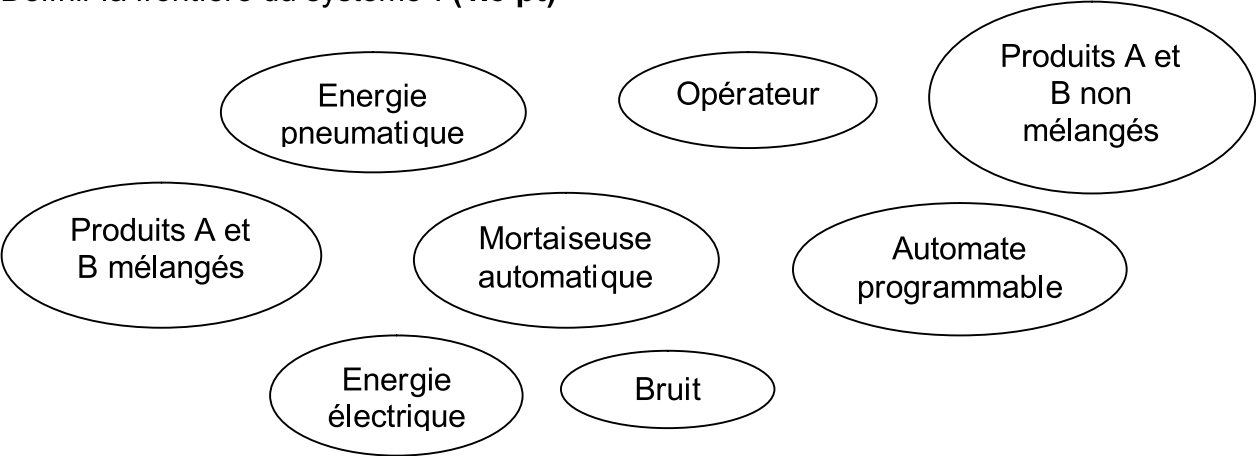 Energie
pneumatique
Opérateur
Produits A et
B non
mélangés
Produits A et
B mélangés
Mortaiseuse
automatique
Automate
programmable
Energie
électrique
Bruit